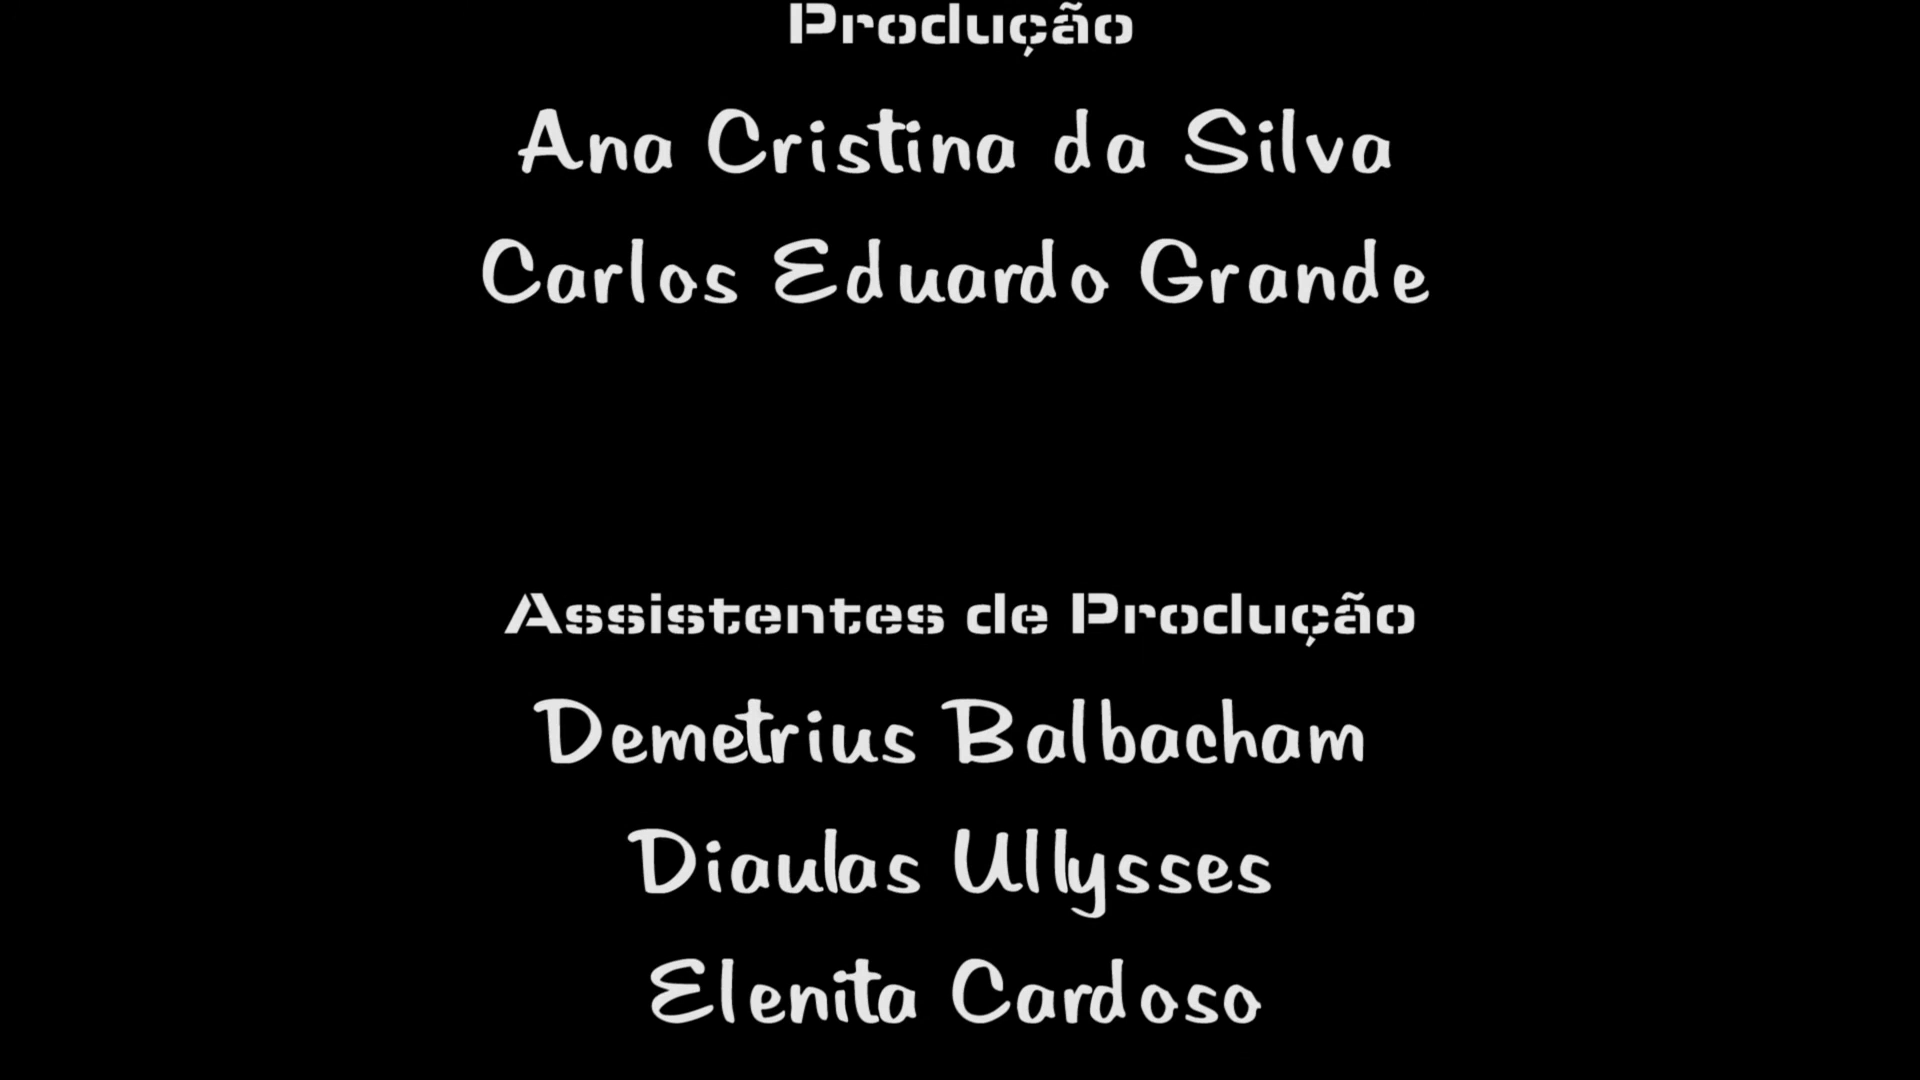 Produção
Ana Cristina da Silva
Carlos Eduardo Grande
Assistentes de Produção
Demetrius Balbacham
Diaulas Ullysses
Elenita Cardoso